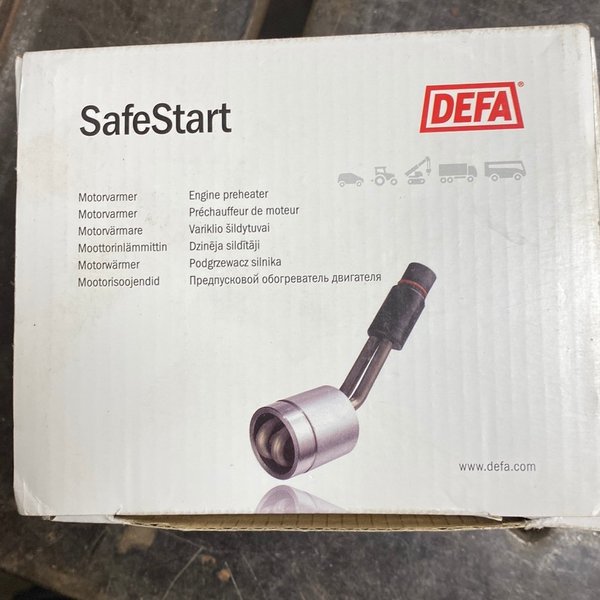 SafeStart
DEFA®
Motorvarmer
Motorvarmer
Motorvärmare
Moottorinlämmittin
Motorwärmer
Mootorisoojendid
Engine preheater
Préchauffeur de moteur
Variklio šildytuvai
Dzinēja sildītāji
Podgrzewacz silnika
Предпусковой обогреватель двигателя
www.defa.com